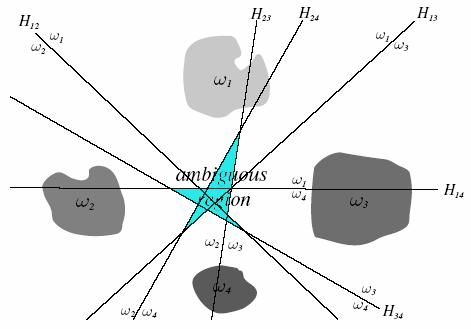 H23 H24 H13
H12
ω1
ω2
ω1
ω3
ω1
ambiguous
region
ω1
ω4
ω2
ω3
H14
ω2
ω3
ω4
ω3
ω4
H34
ω2 ω4